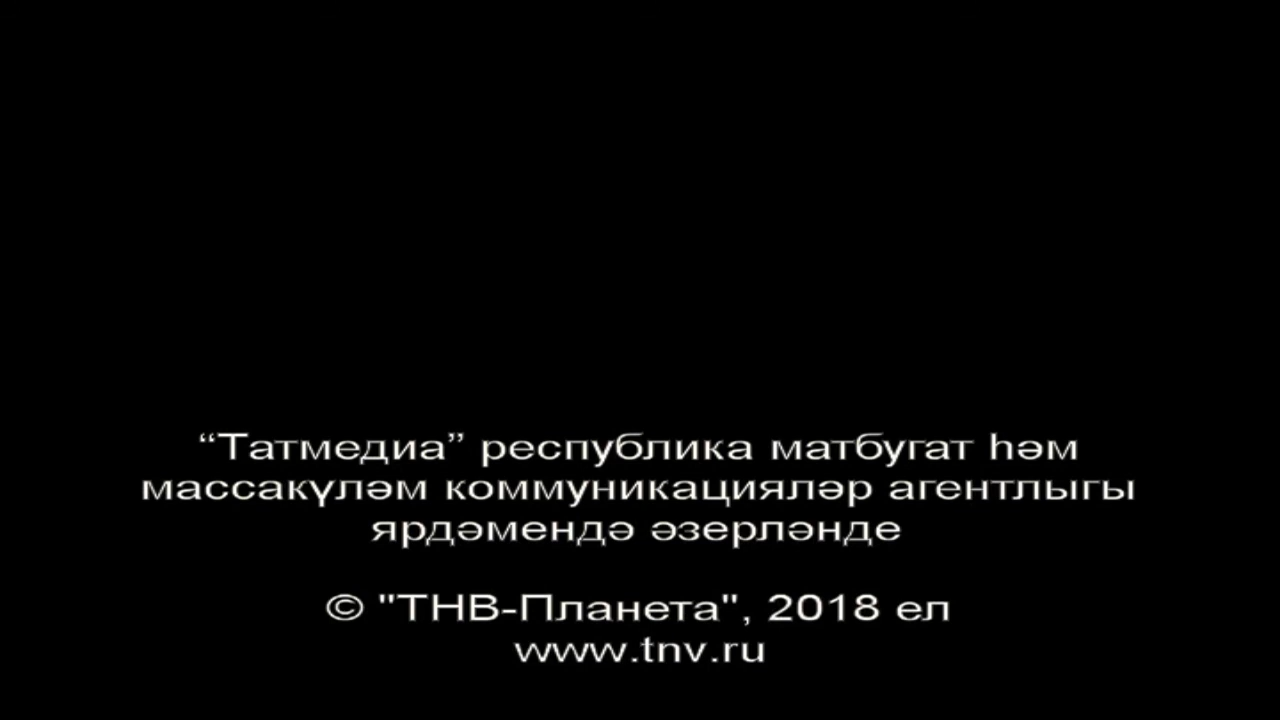 “Татмедиа” республика матбугат һәм
массакүләм коммуникацияләр агентлыгы
ярдәмендә әзерләнде
© "ТНВ-Планета", 2018 ел
www.tnv.ru